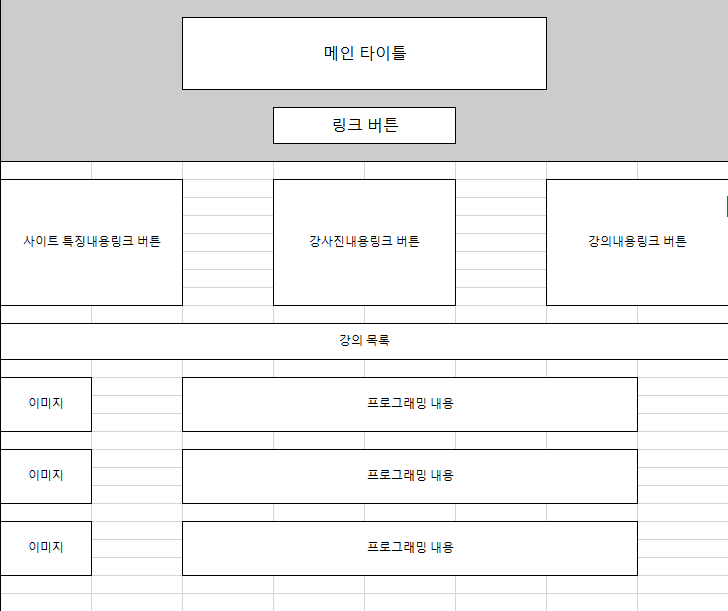 메인 타이틀
링크 버튼
사이트 특징내용링크 버튼
강사진내용링크 버튼
강의내용링크 버튼
강의 목록
이미지
프로그래밍 내용
이미지
프로그래밍 내용
이미지
프로그래밍 내용